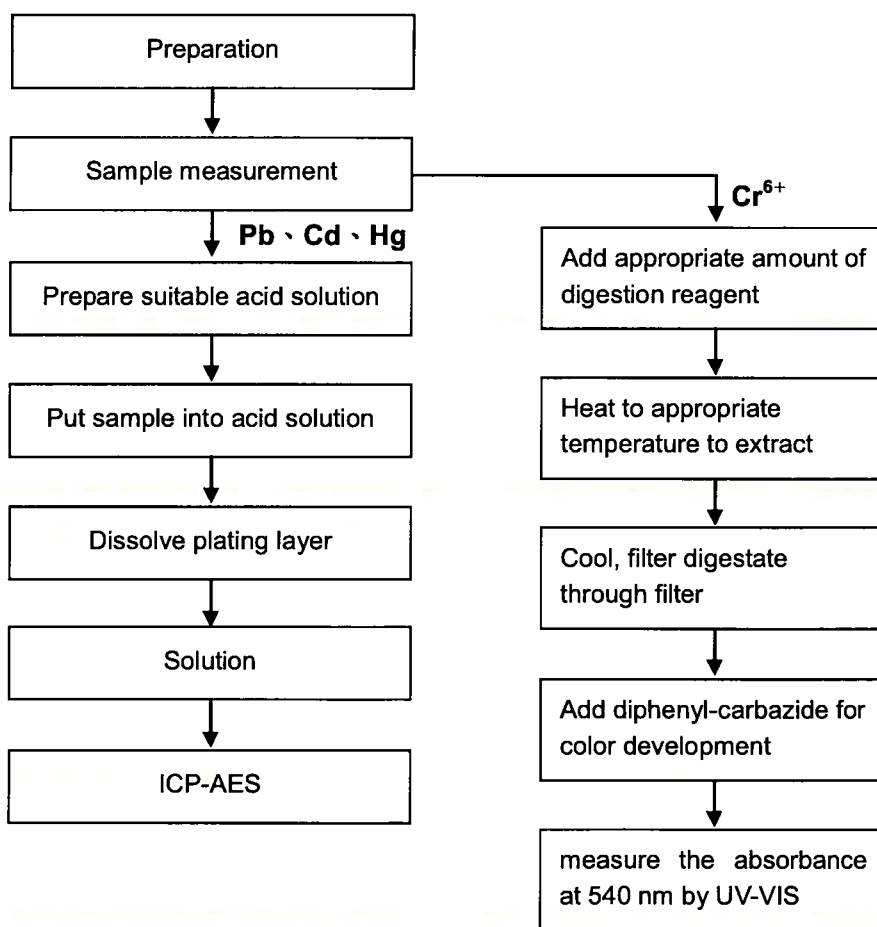 Preparation
Sample measurement
Pb、Cd、Hg
Prepare suitable acid solution
Put sample into acid solution
Dissolve plating layer
Solution
ICP-AES
Cr⁶⁺
Add appropriate amount of
digestion reagent
Heat to appropriate
temperature to extract
Cool, filter digestate
through filter
Add diphenyl-carbazide for
color development
measure the absorbance
at 540 nm by UV-VIS